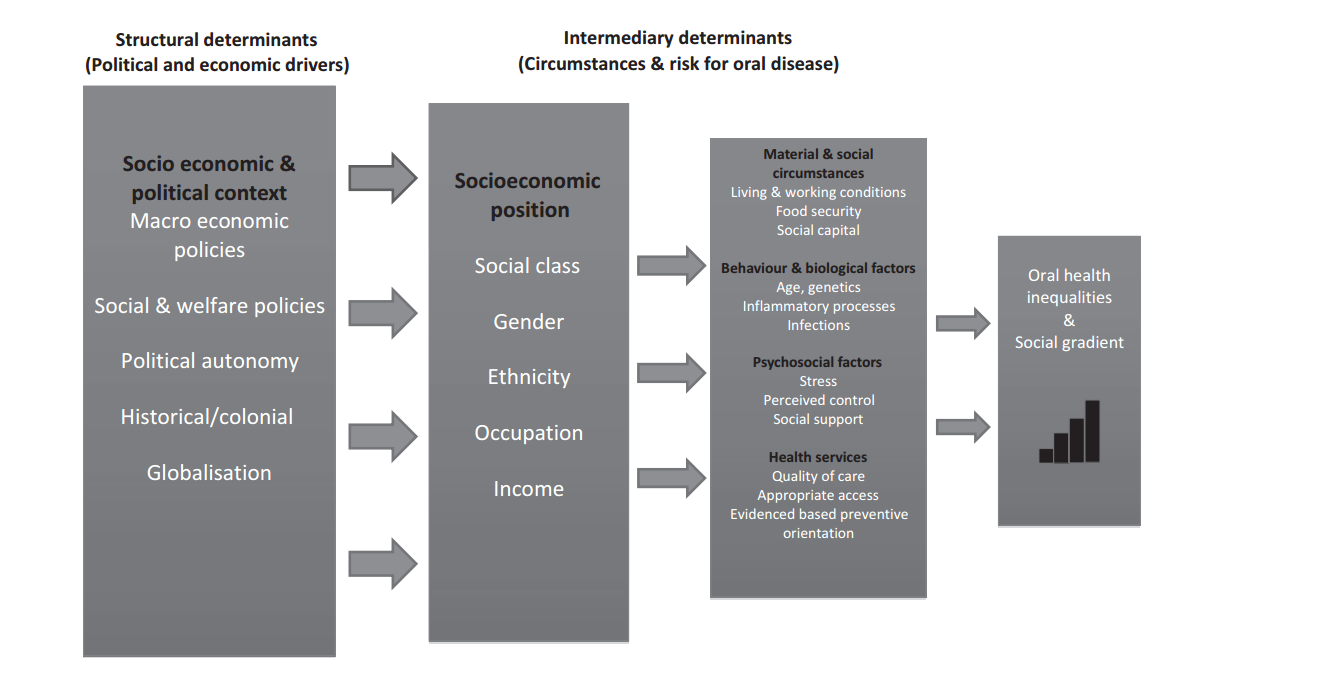 Structural determinants
(Political and economic drivers)
Intermediary determinants
(Circumstances & risk for oral disease)
Socio economic &
political context
Macro economic
policies
Social & welfare policies
Political autonomy
Historical/colonial
Globalisation
Socioeconomic
position
Social class
Gender
Ethnicity
Occupation
Income
Material & social
circumstances
Living & working conditions
Food security
Social capital
Behaviour & biological factors
Age, genetics
Inflammatory processes
Infections
Psychosocial factors
Stress
Perceived control
Social support
Health services
Quality of care
Appropriate access
Evidenced based preventive
orientation
Oral health
inequalities
&
Social gradient